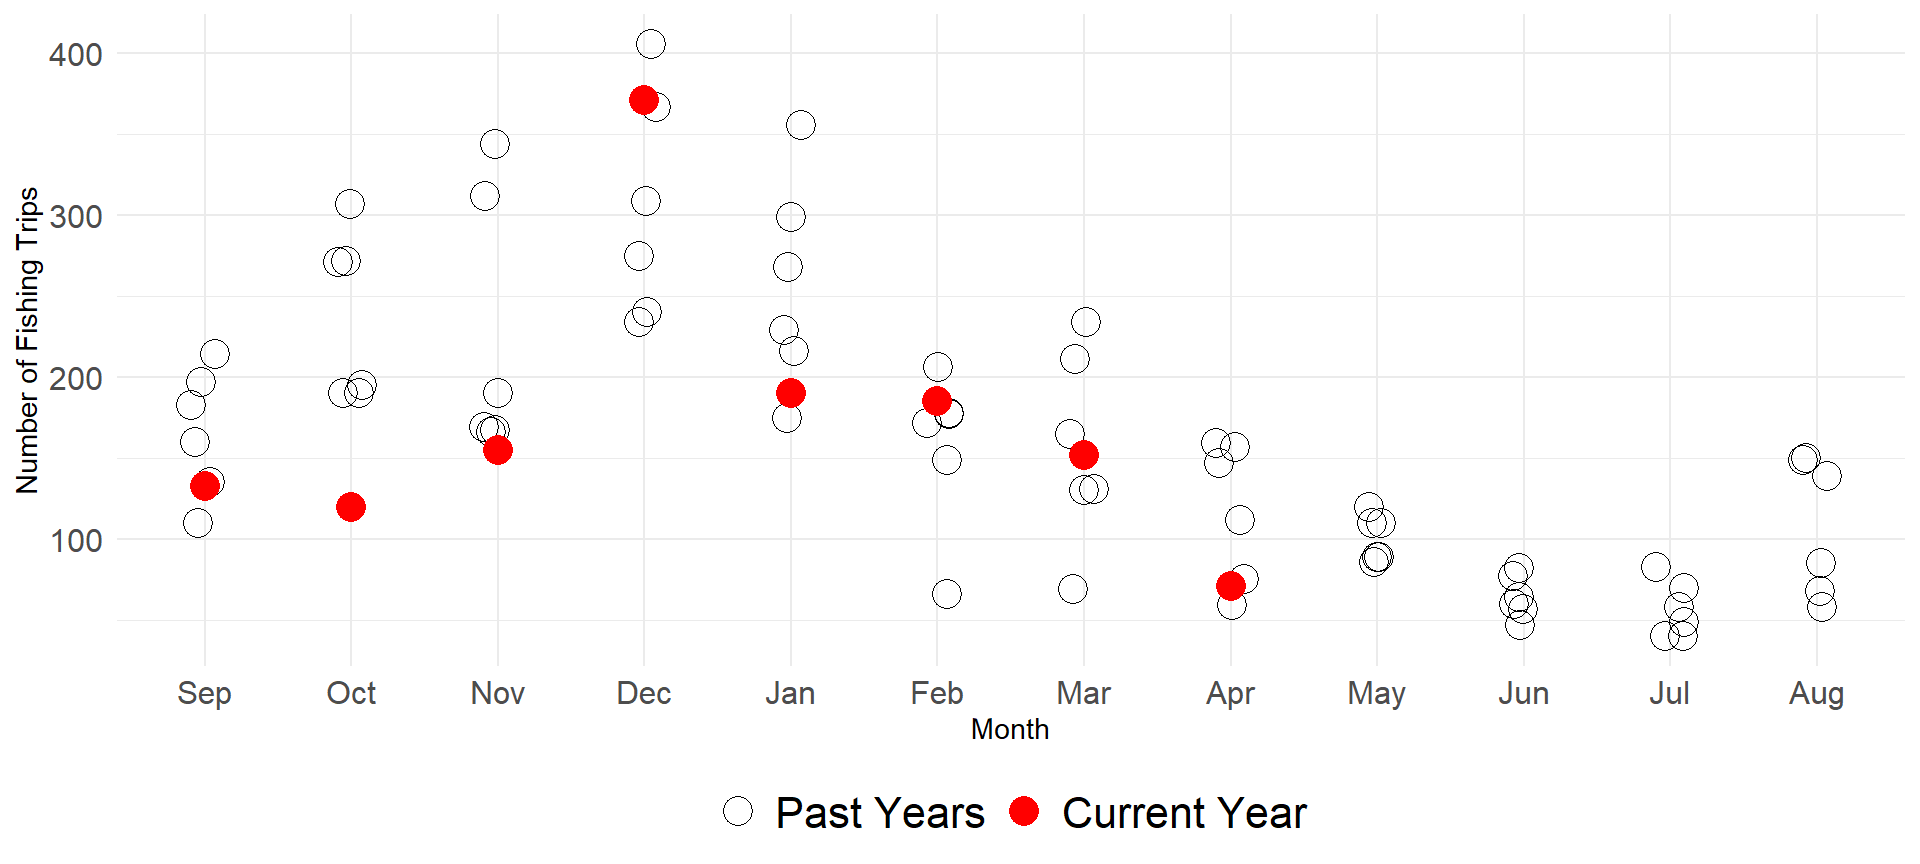 Number of Fishing Trips
400
300
200
100
Sep Oct Nov Dec Jan Feb Mar Apr May Jun Jul Aug
Month
Past Years Current Year